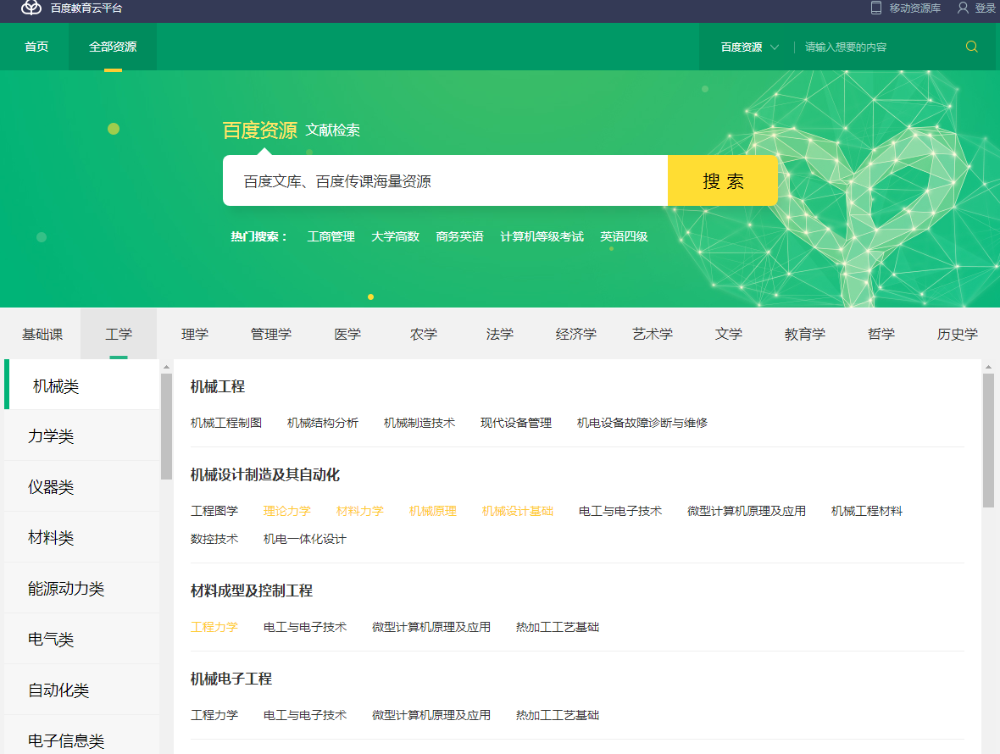 百度教育云平台 移动资源库 登录
首页 全部资源 百度资源 请输入想要的内容
百度资源 文献检索
百度文库、百度传课海量资源 搜 索
热门搜索： 工商管理 大学高数 商务英语 计算机等级考试 英语四级
基础课 工学 理学 管理学 医学 农学 法学 经济学 艺术学 文学 教育学 哲学 历史学
机械类
力学类
仪器类
材料类
能源动力类
电气类
自动化类
电子信息类
机械工程
机械工程制图 机械结构分析 机械制造技术 现代设备管理 机电设备故障诊断与维修
机械设计制造及其自动化
工程图学 理论力学 材料力学 机械原理 机械设计基础 电工与电子技术 微型计算机原理及应用 机械工程材料
数控技术 机电一体化设计
材料成型及控制工程
工程力学 电工与电子技术 微型计算机原理及应用 热加工工艺基础
机械电子工程
工程力学 电工与电子技术 微型计算机原理及应用 热加工工艺基础